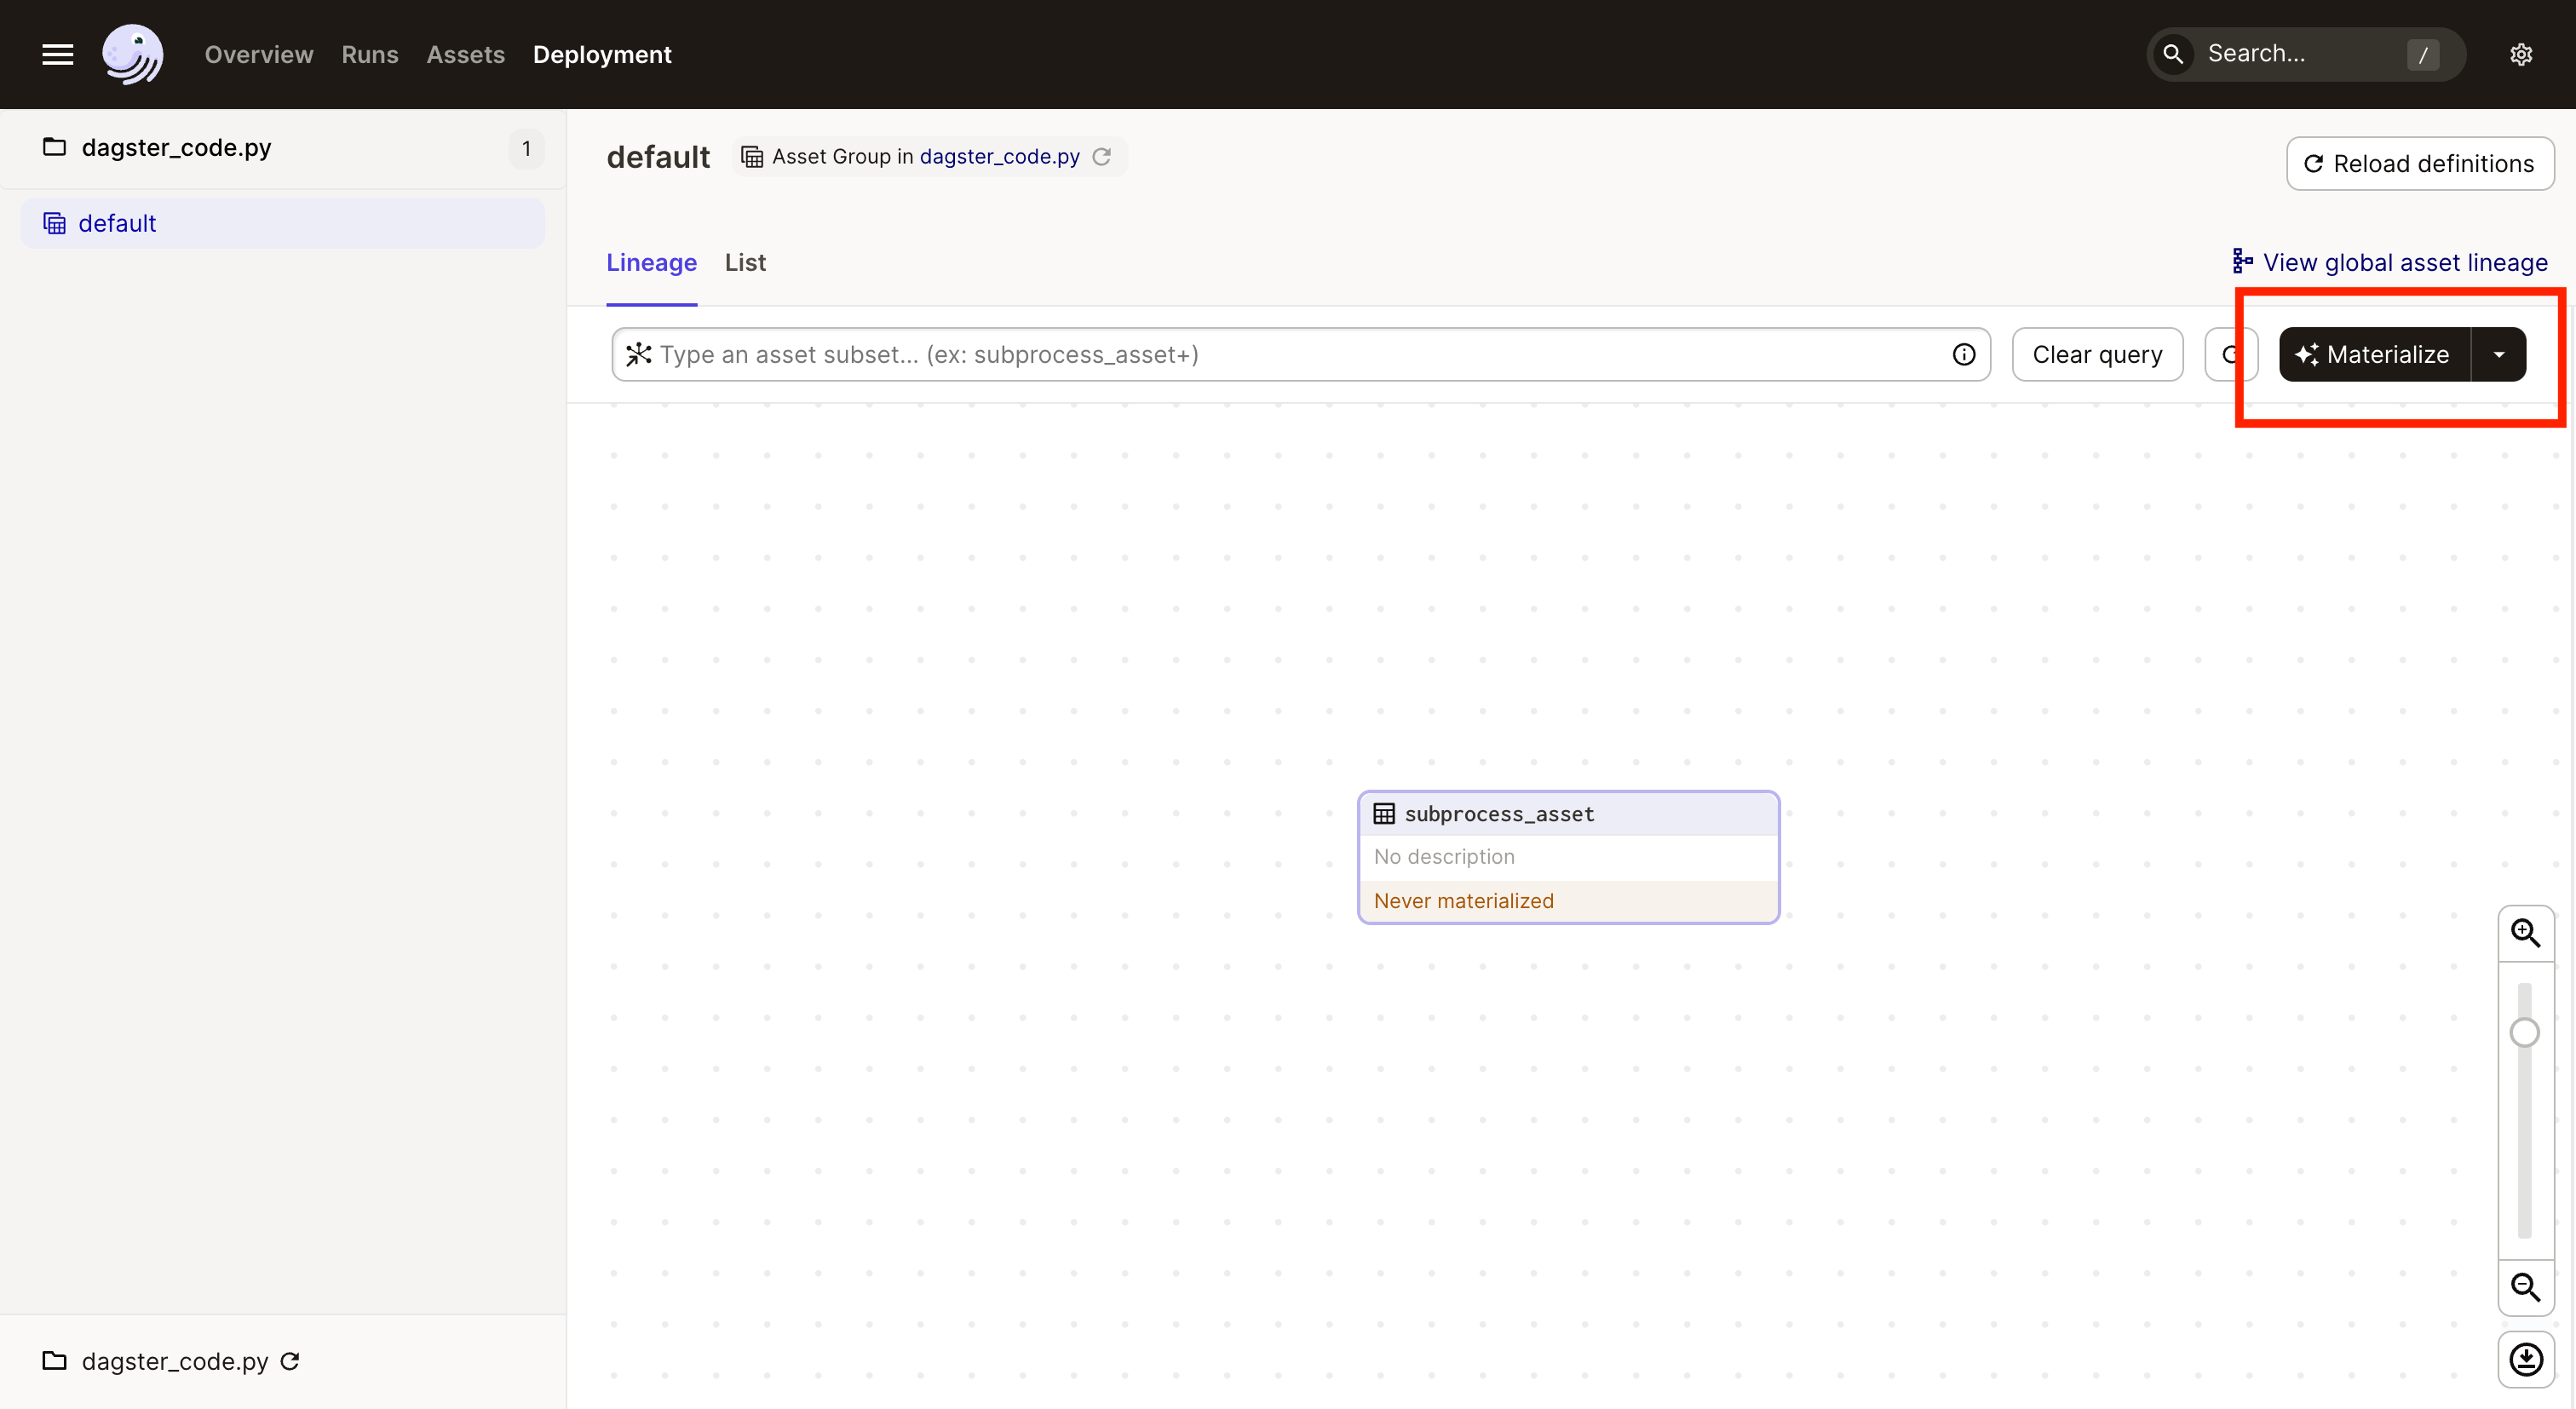 Overview Runs Assets Deployment Search... /
dagster_code.py 1
default
default Asset Group in dagster_code.py Reload definitions
Lineage List View global asset lineage
Type an asset subset... (ex: subprocess_asset+) Clear query Materialize
subprocess_asset
No description
Never materialized
dagster_code.py